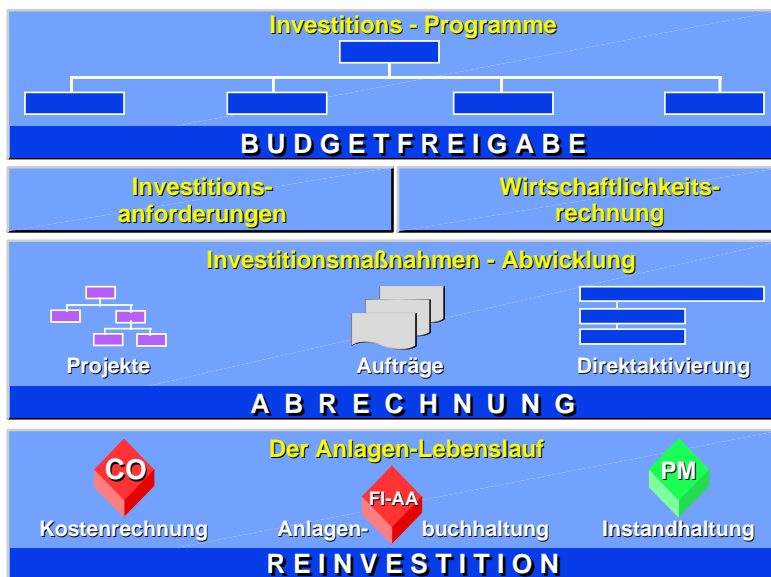 Investitions - Programme
BUDGETFREIGABE
Investitions-
anforderungen
Wirtschaftlichkeits-
rechnung
Investitionsmaßnahmen - Abwicklung
Projekte Aufträge Direktaktivierung
ABRECHNUNG
Der Anlagen-Lebenslauf
CO FI-AA PM
Kostenrechnung Anlagen- buchhaltung Instandhaltung
REINVESTITION